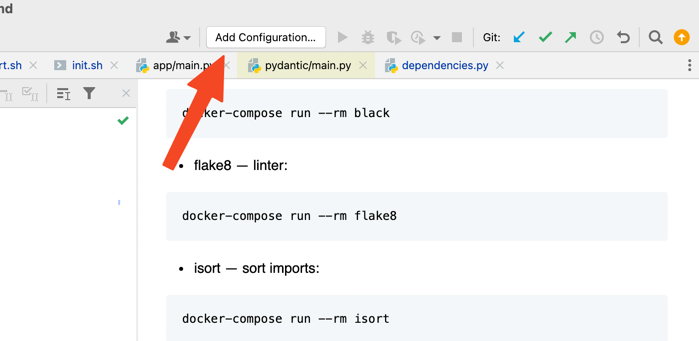 nd
Add Configuration...
Git:
rt.sh
init.sh
app/main.py
pydantic/main.py
dependencies.py
docker-compose run --rm black
• flake8 — linter:
docker-compose run --rm flake8
• isort — sort imports:
docker-compose run --rm isort